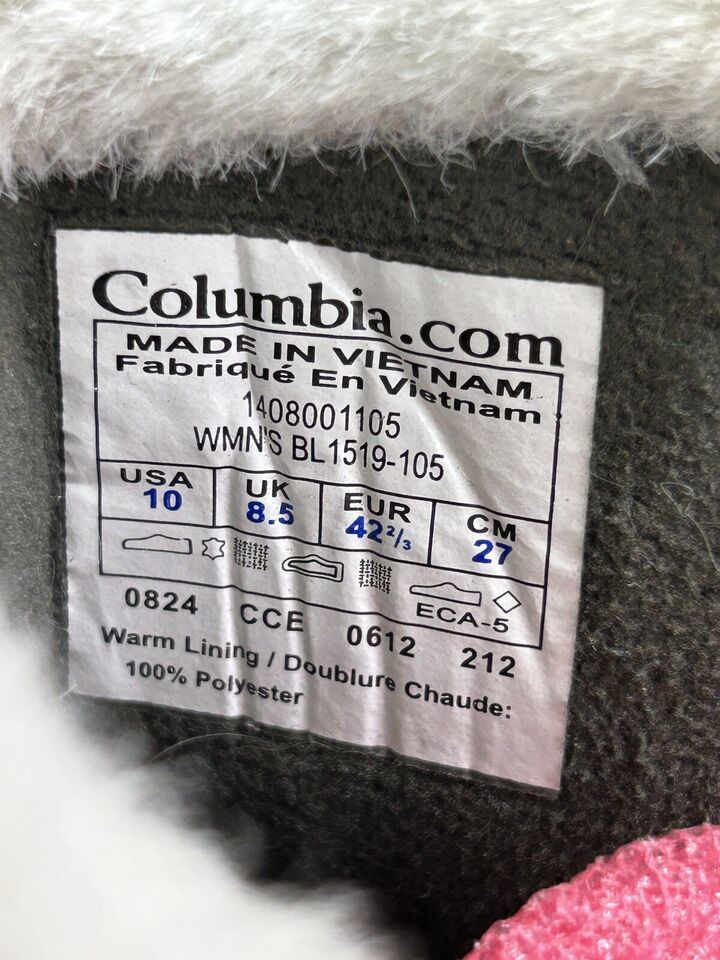 Columbia.com
MADE IN VIETNAM
Fabriqué En Vietnam
1408001105
WMN'S BL1519-105
USA UK EUR CM
10 8.5 42²/₃ 27
ECA-5
0824 CCE 0612 212
Warm Lining / Doublure Chaude:
100% Polyester